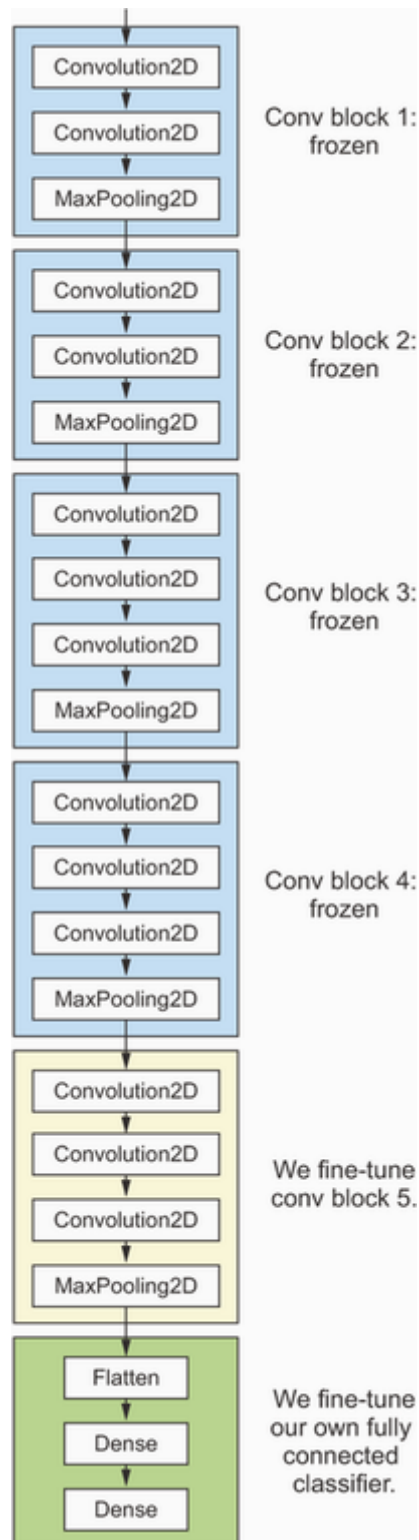 Convolution2D
Convolution2D
MaxPooling2D
Conv block 1:
frozen
Convolution2D
Convolution2D
MaxPooling2D
Conv block 2:
frozen
Convolution2D
Convolution2D
Convolution2D
MaxPooling2D
Conv block 3:
frozen
Convolution2D
Convolution2D
Convolution2D
MaxPooling2D
Conv block 4:
frozen
Convolution2D
Convolution2D
Convolution2D
MaxPooling2D
We fine-tune
conv block 5.
Flatten
Dense
Dense
We fine-tune
our own fully
connected
classifier.